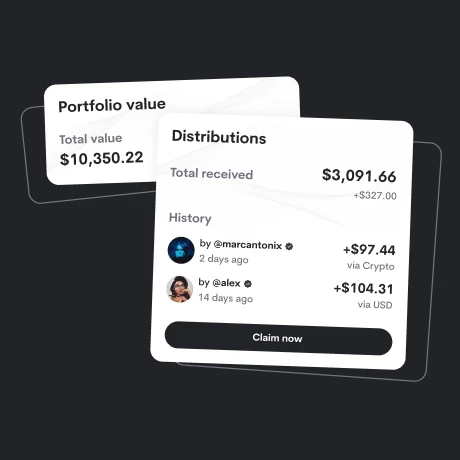 Portfolio value
Total value
$10,350.22
Distributions
Total received $3,091.66
+$327.00
History
by @marcantonix +$97.44
2 days ago via Crypto
by @alex +$104.31
14 days ago via USD
Claim now